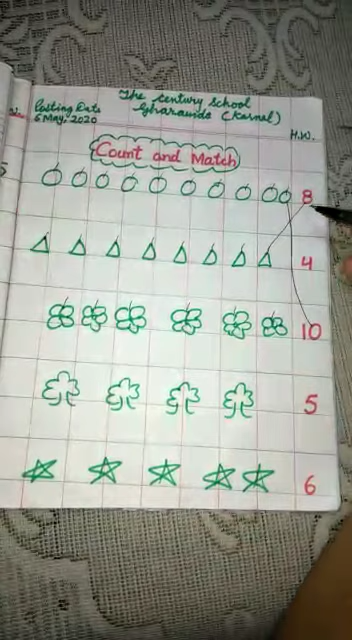 The Century School
Gharaunda (Karnal)
Posting Date
6 May, 2020
H.W.
Count and Match
8
4
10
5
6